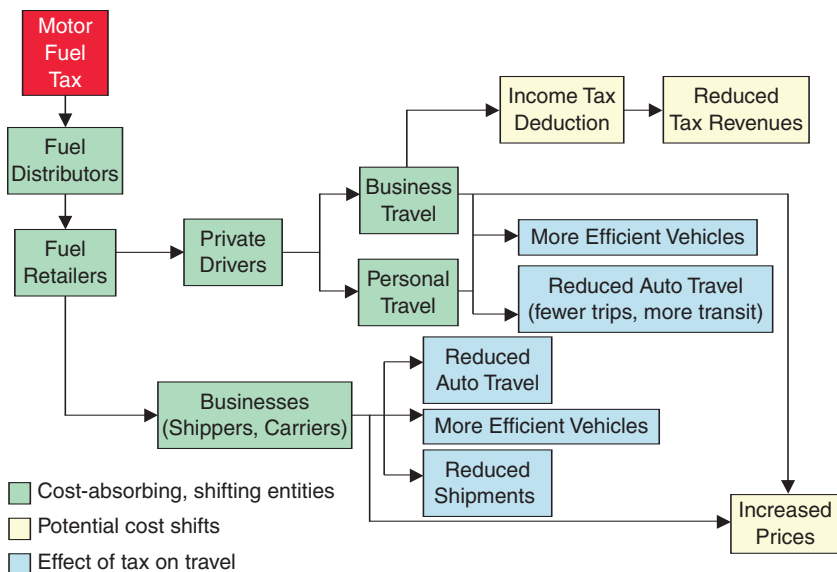 Motor
Fuel
Tax
Fuel
Distributors
Fuel
Retailers
Private
Drivers
Business
Travel
Personal
Travel
Income Tax
Deduction
Reduced
Tax Revenues
More Efficient Vehicles
Reduced Auto Travel
(fewer trips, more transit)
Businesses
(Shippers, Carriers)
Reduced
Auto Travel
More Efficient Vehicles
Reduced
Shipments
Increased
Prices
Cost-absorbing, shifting entities
Potential cost shifts
Effect of tax on travel